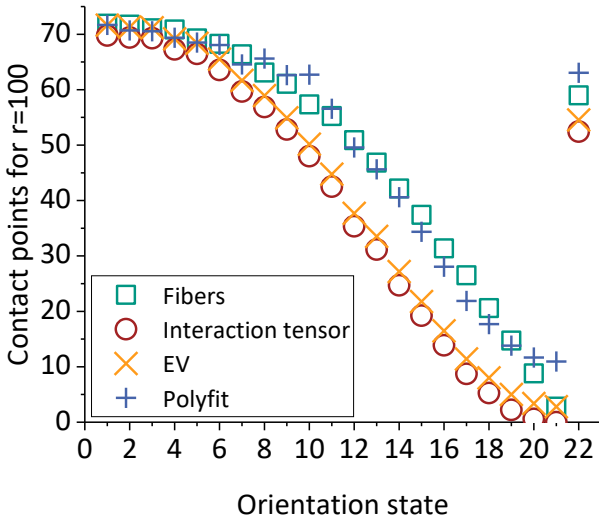 Contact points for r=100
70
60
50
40
30
20
10
0
Fibers
Interaction tensor
EV
Polyfit
0 2 4 6 8 10 12 14 16 18 20 22
Orientation state